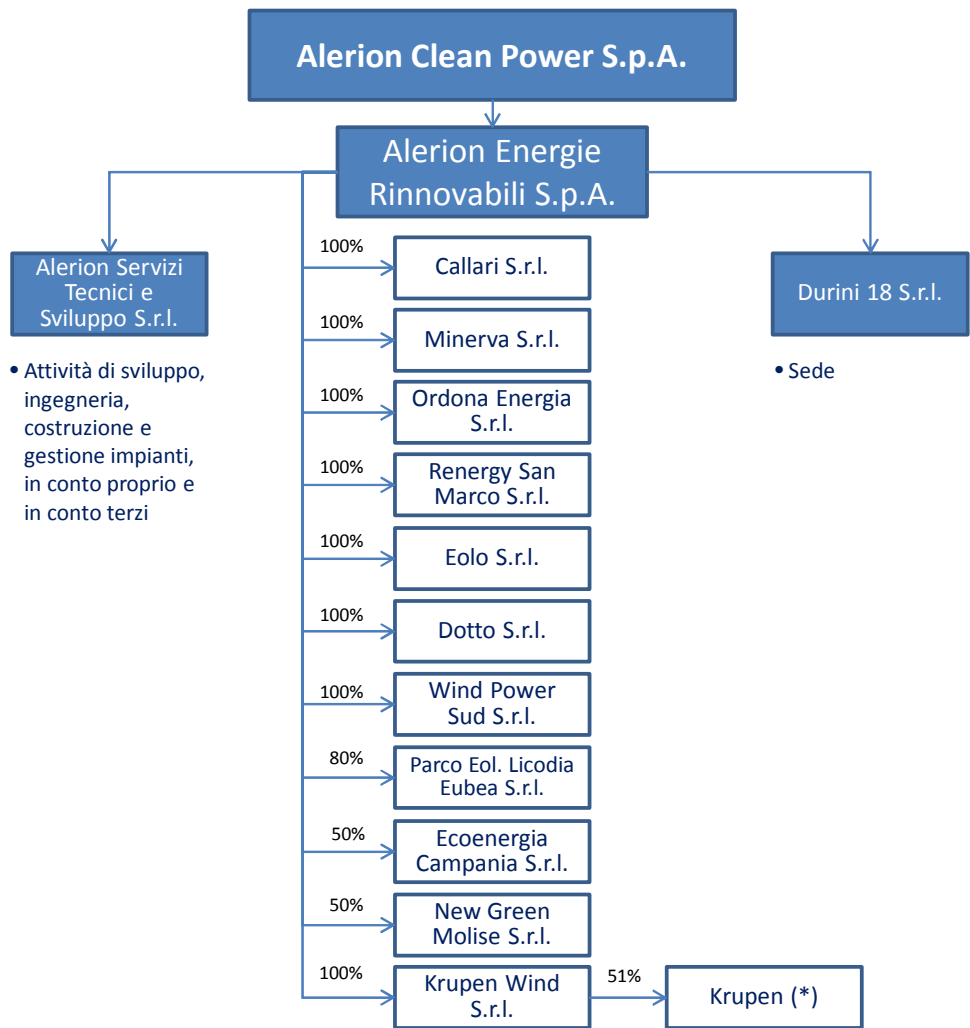 Alerion Clean Power S.p.A.
Alerion Energie
Rinnovabili S.p.A.
Alerion Servizi
Tecnici e
Sviluppo S.r.l.
• Attività di sviluppo,
ingegneria,
costruzione e
gestione impianti,
in conto proprio e
in conto terzi
Durini 18 S.r.l.
• Sede
100%
Callari S.r.l.
100%
Minerva S.r.l.
100%
Ordona Energia
S.r.l.
100%
Renergy San
Marco S.r.l.
100%
Eolo S.r.l.
100%
Dotto S.r.l.
100%
Wind Power
Sud S.r.l.
80%
Parco Eol. Licodia
Eubea S.r.l.
50%
Ecoenergia
Campania S.r.l.
50%
New Green
Molise S.r.l.
100%
Krupen Wind
S.r.l.
51%
Krupen (*)